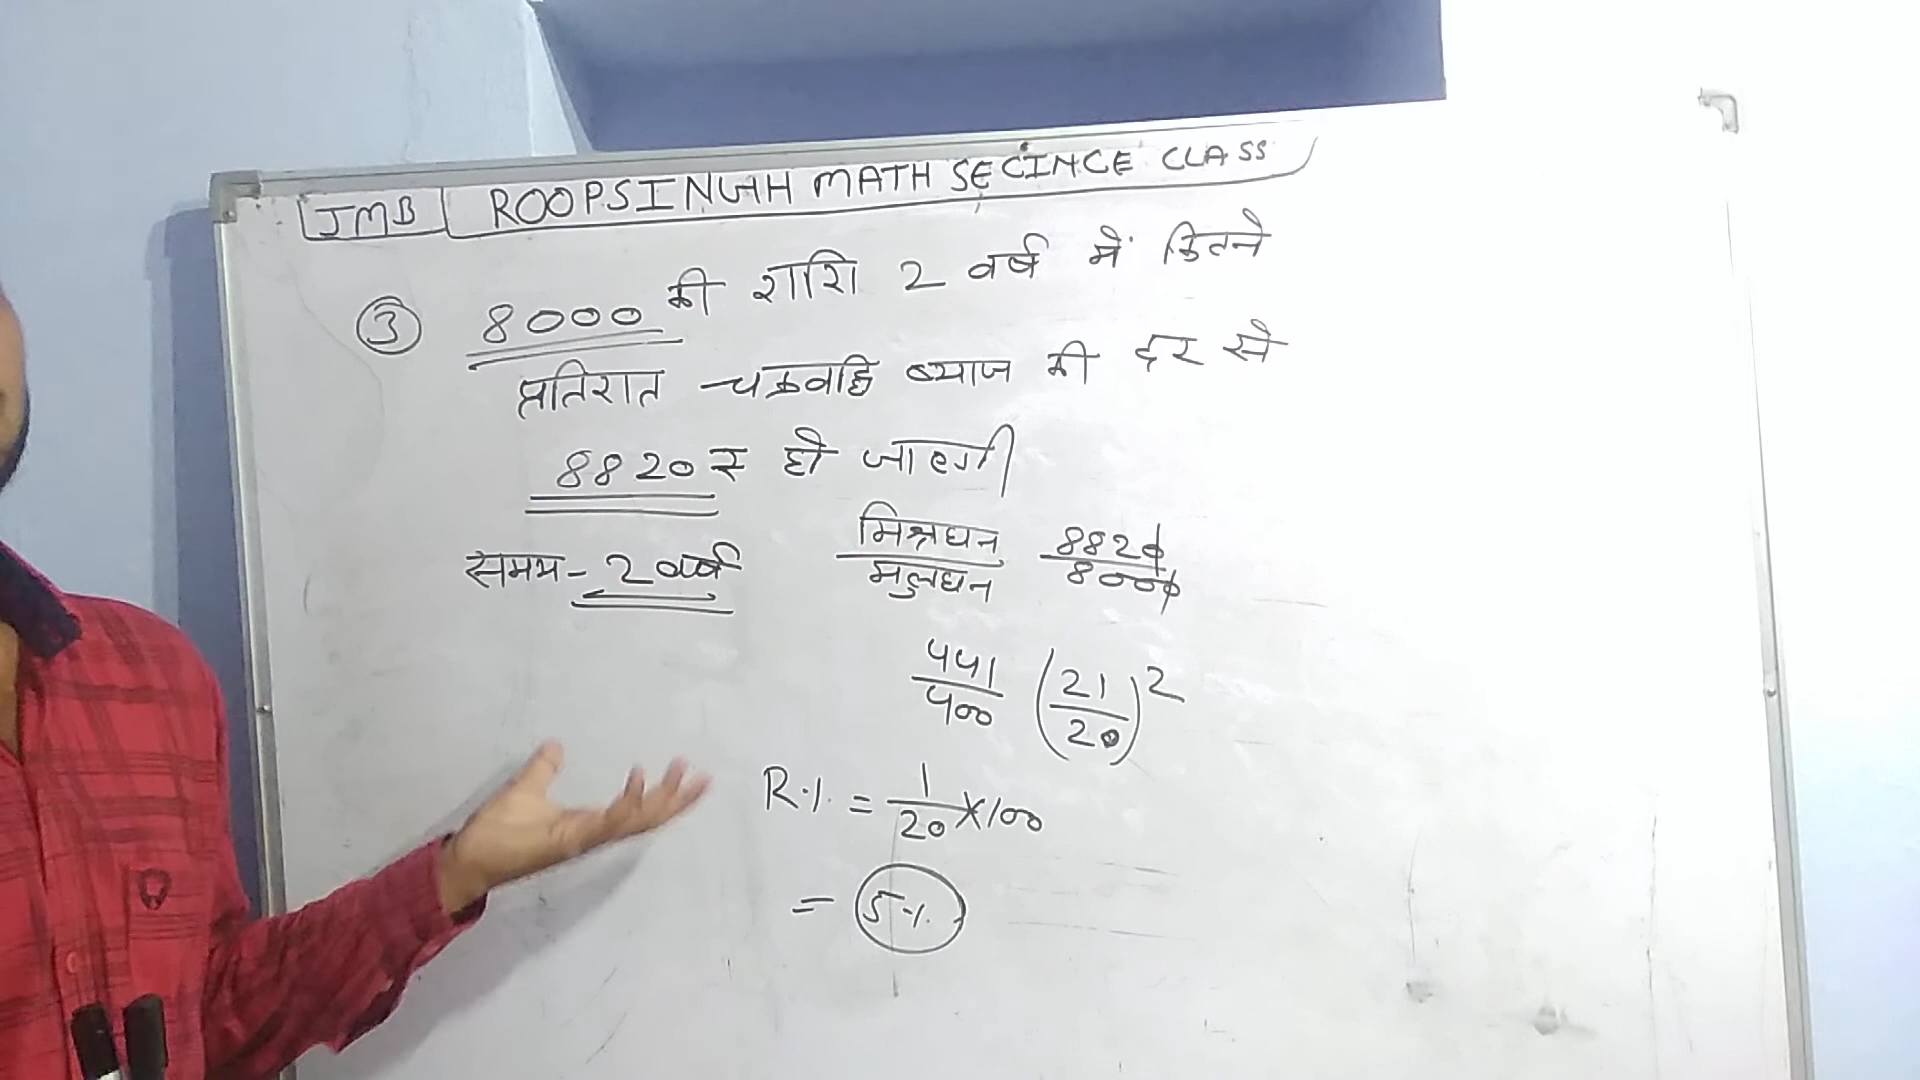 JMB ROOPSINGH MATH SECINCE CLASS
③ 8000 की राशि 2 वर्ष में कितने
प्रतिशत चक्रवृद्धि ब्याज की दर से
8820 रु हो जाएगी
समय - 2 वर्ष मिश्रधन / मुलधन 8820 / 8000
441 / 400 (21 / 20)²
R.% = 1 / 20 × 100
= 5%